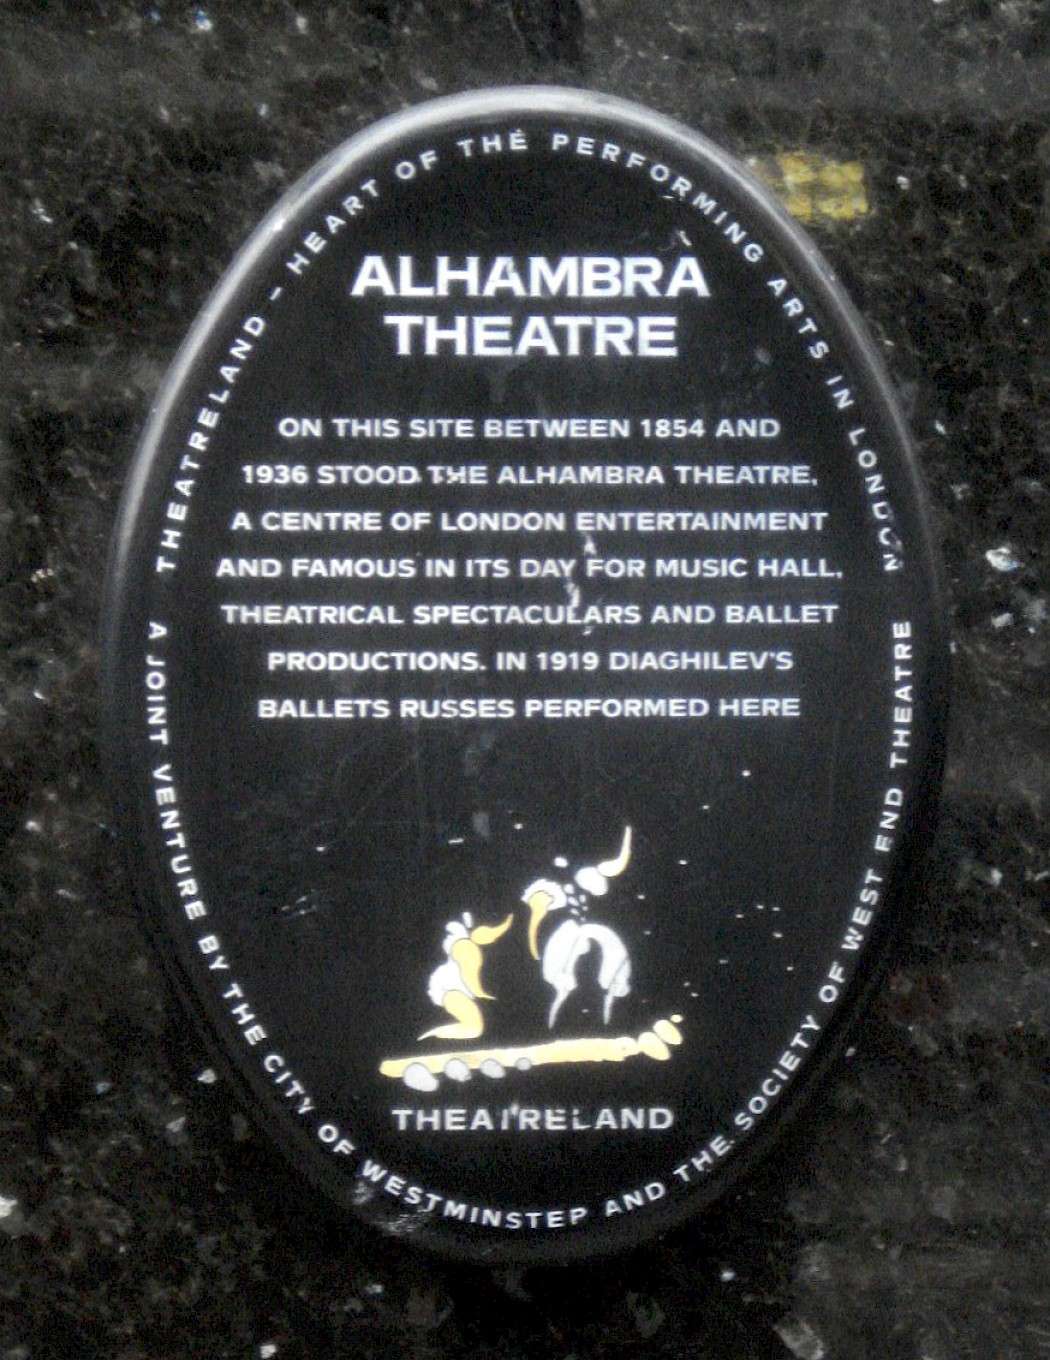 THEATRELAND – HEART OF THE PERFORMING ARTS IN LONDON
ALHAMBRA
THEATRE
ON THIS SITE BETWEEN 1854 AND
1936 STOOD THE ALHAMBRA THEATRE,
A CENTRE OF LONDON ENTERTAINMENT
AND FAMOUS IN ITS DAY FOR MUSIC HALL,
THEATRICAL SPECTACULARS AND BALLET
PRODUCTIONS. IN 1919 DIAGHILEV'S
BALLETS RUSSES PERFORMED HERE
THEATRELAND
A JOINT VENTURE BY THE CITY OF WESTMINSTER AND THE SOCIETY OF WEST END THEATRE